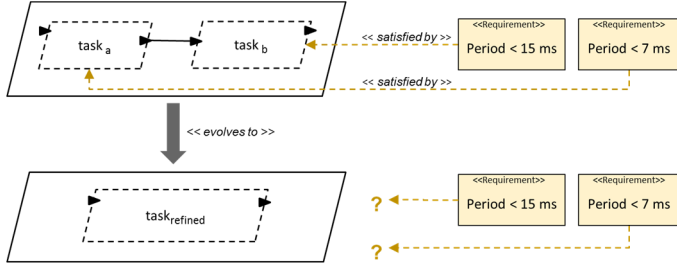 <<Requirement>>
<<Requirement>>
task a
task b
<< satisfied by >>
Period < 15 ms
Period < 7 ms
<< satisfied by >>
<< evolves to >>
<<Requirement>>
<<Requirement>>
task refined
?
Period < 15 ms
Period < 7 ms
?